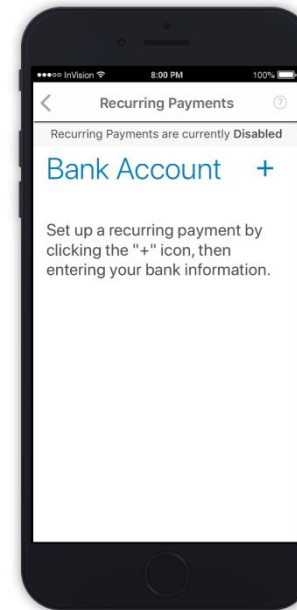 InVision 8:00 PM 100%
Recurring Payments ?
Recurring Payments are currently Disabled
Bank Account +
Set up a recurring payment by
clicking the "+" icon, then
entering your bank information.